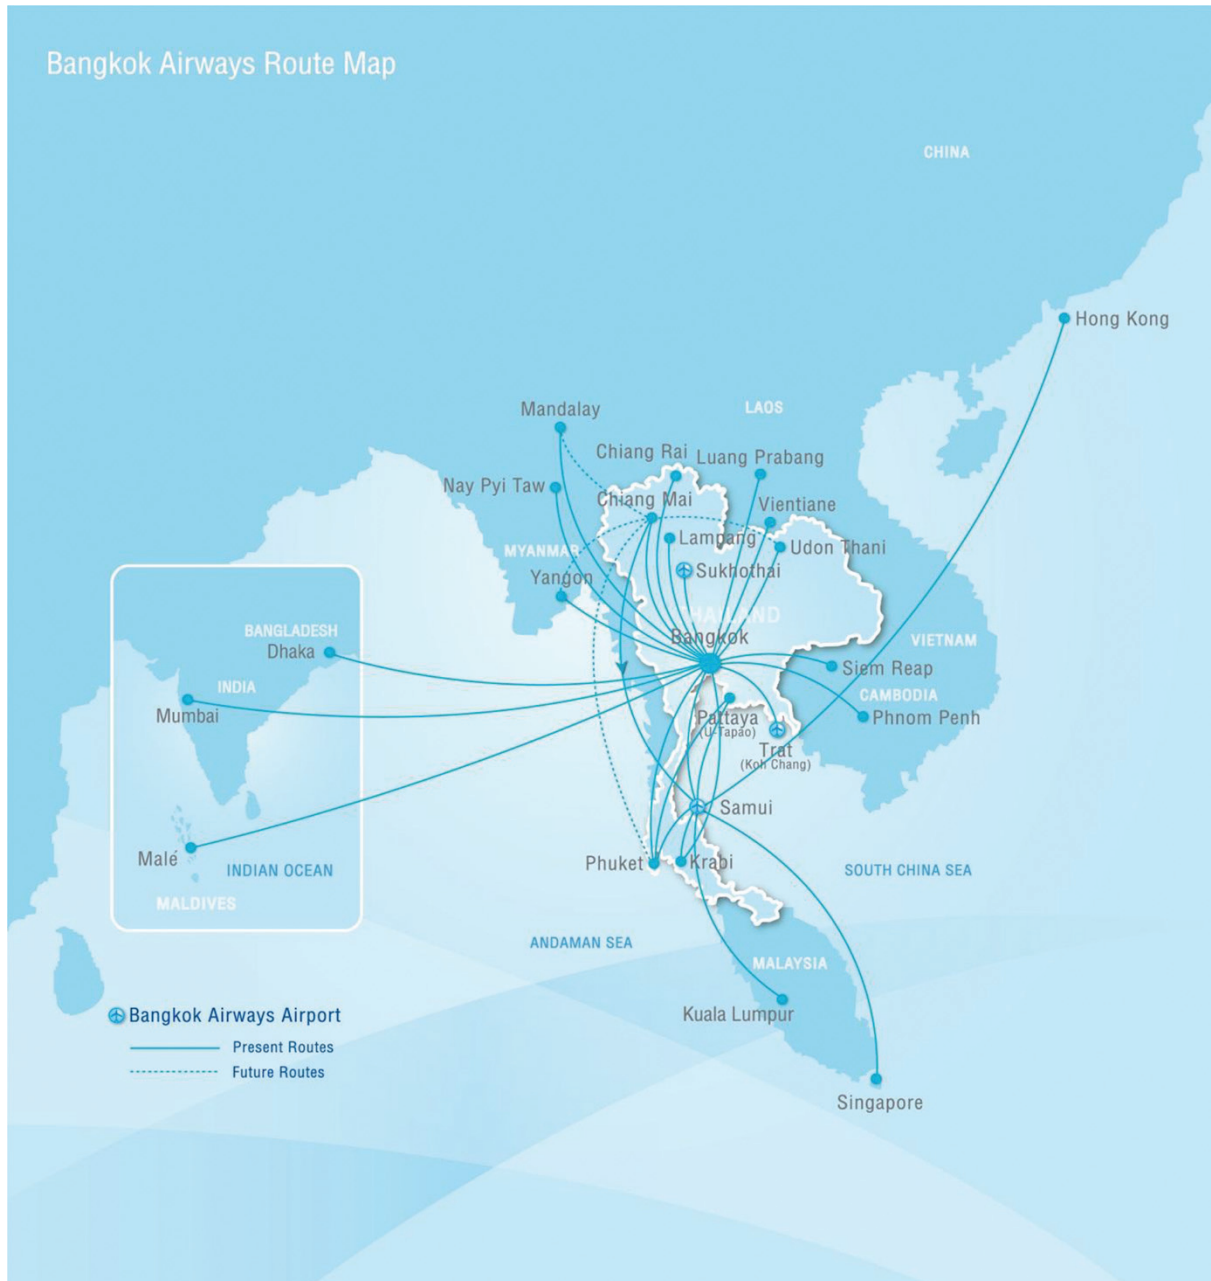 Bangkok Airways Route Map
CHINA
Hong Kong
Mandalay
LAOS
Chiang Rai
Luang Prabang
Nay Pyi Taw
Chiang Mai
Vientiane
Lampang
Udon Thani
MYANMAR
Sukhothai
Yangon
THAILAND
BANGLADESH
Dhaka
Bangkok
VIETNAM
Siem Reap
INDIA
CAMBODIA
Mumbai
Pattaya
(U-Tapao)
Phnom Penh
Trat
(Koh Chang)
Samui
Malé
Phuket
Krabi
INDIAN OCEAN
SOUTH CHINA SEA
MALDIVES
ANDAMAN SEA
MALAYSIA
Kuala Lumpur
Bangkok Airways Airport
Present Routes
Future Routes
Singapore